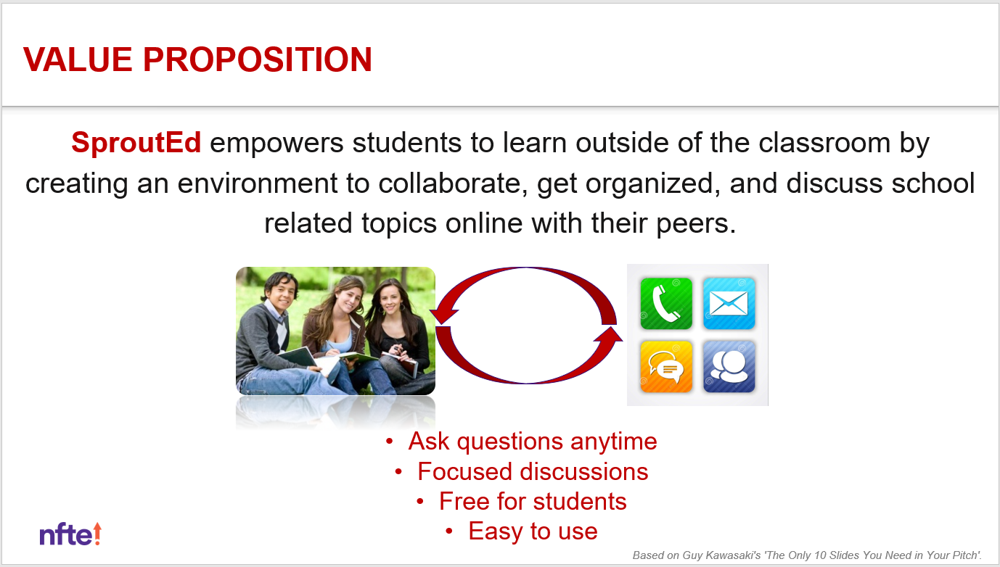 VALUE PROPOSITION
SproutEd empowers students to learn outside of the classroom by
creating an environment to collaborate, get organized, and discuss school
related topics online with their peers.
• Ask questions anytime
• Focused discussions
• Free for students
• Easy to use
nfte!
Based on Guy Kawasaki's 'The Only 10 Slides You Need in Your Pitch'.